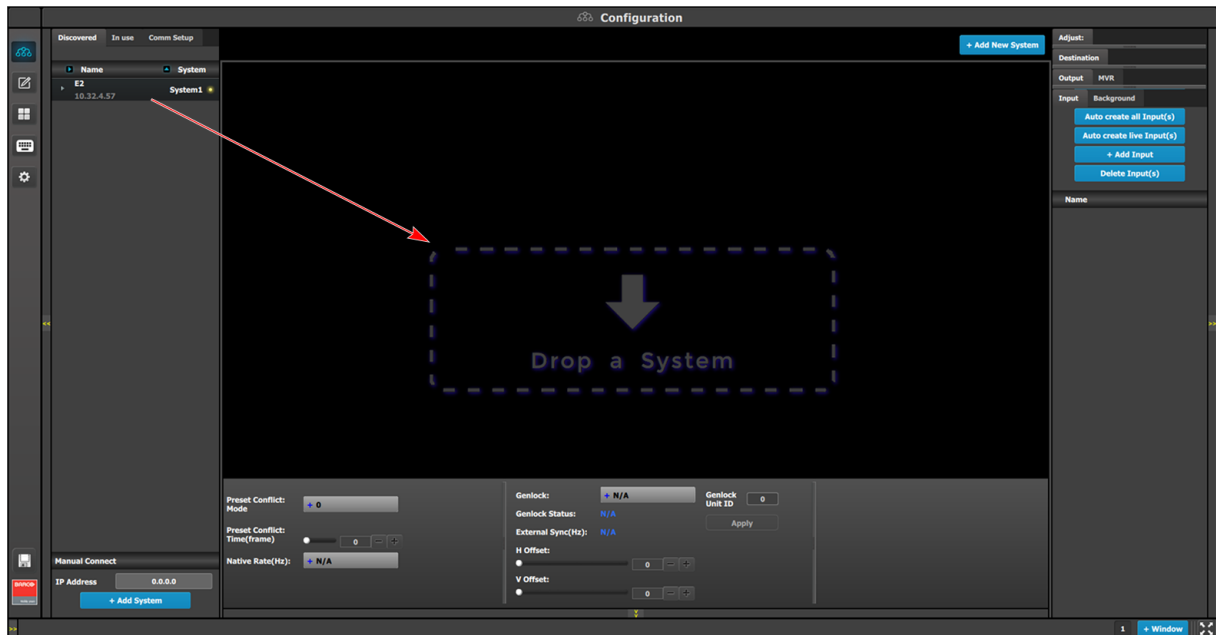 Configuration
Discovered In use Comm Setup
+ Add New System
Name System
E2
10.32.4.57
System1
Drop a System
Adjust:
Destination
Output MVR
Input Background
Auto create all Input(s)
Auto create live Input(s)
+ Add Input
Delete Input(s)
Name
Preset Conflict:
Mode
+ 0
Preset Conflict:
Time(frame)
0 - +
Native Rate(Hz): + N/A
Genlock: + N/A
Genlock
Unit ID
0
Genlock Status: N/A
Apply
External Sync(Hz): N/A
H Offset:
0 - +
V Offset:
0 - +
Manual Connect
IP Address 0.0.0.0
+ Add System
BARCO
<<
>>
>>
1 + Window